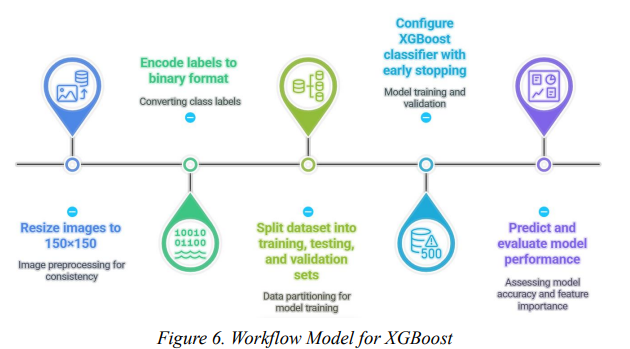 Resize images to
150×150
Image preprocessing for
consistency
Encode labels to
binary format
Converting class labels
10010
01100
Split dataset into
training, testing,
and validation
sets
Data partitioning for
model training
Configure
XGBoost
classifier with
early stopping
Model training and
validation
500
Predict and
evaluate model
performance
Assessing model
accuracy and feature
importance
Figure 6. Workflow Model for XGBoost